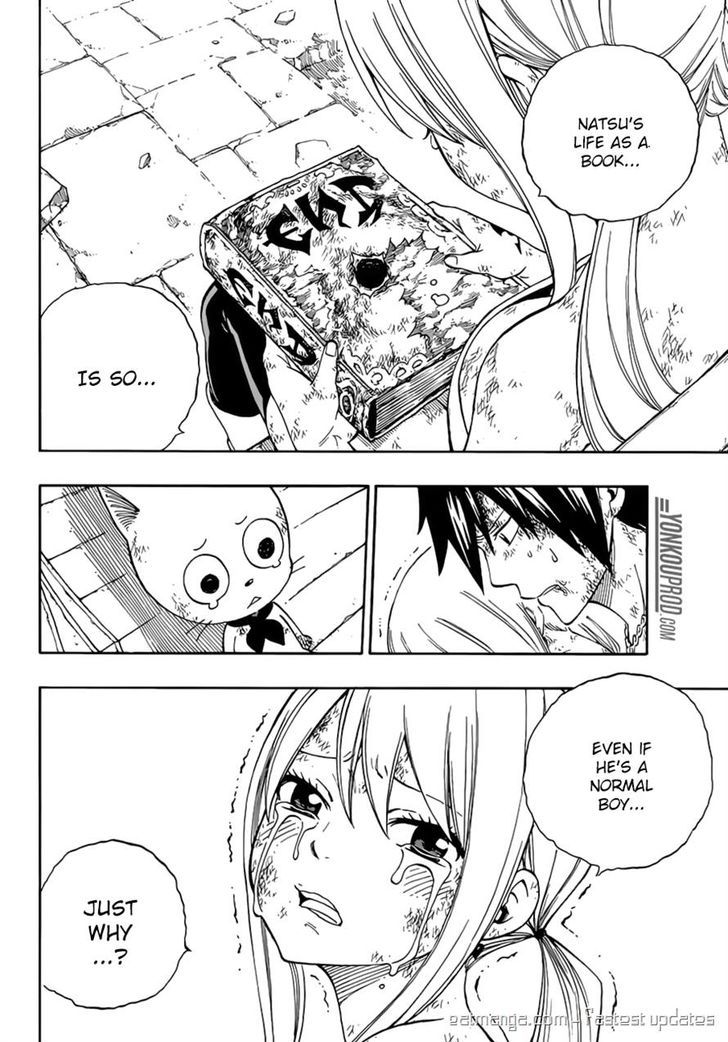 NATSU'S
LIFE AS A
BOOK...
IS SO...
=YONKOUPROD.COM
EVEN IF
HE'S A
NORMAL
BOY...
JUST
WHY
...?
eatmanga.com - fastest updates